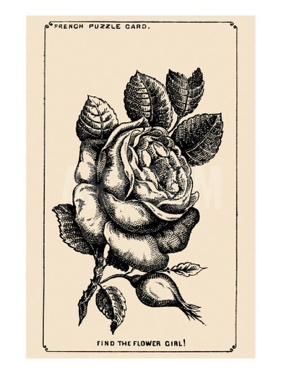 FRENCH PUZZLE CARD.
FIND THE FLOWER GIRL!